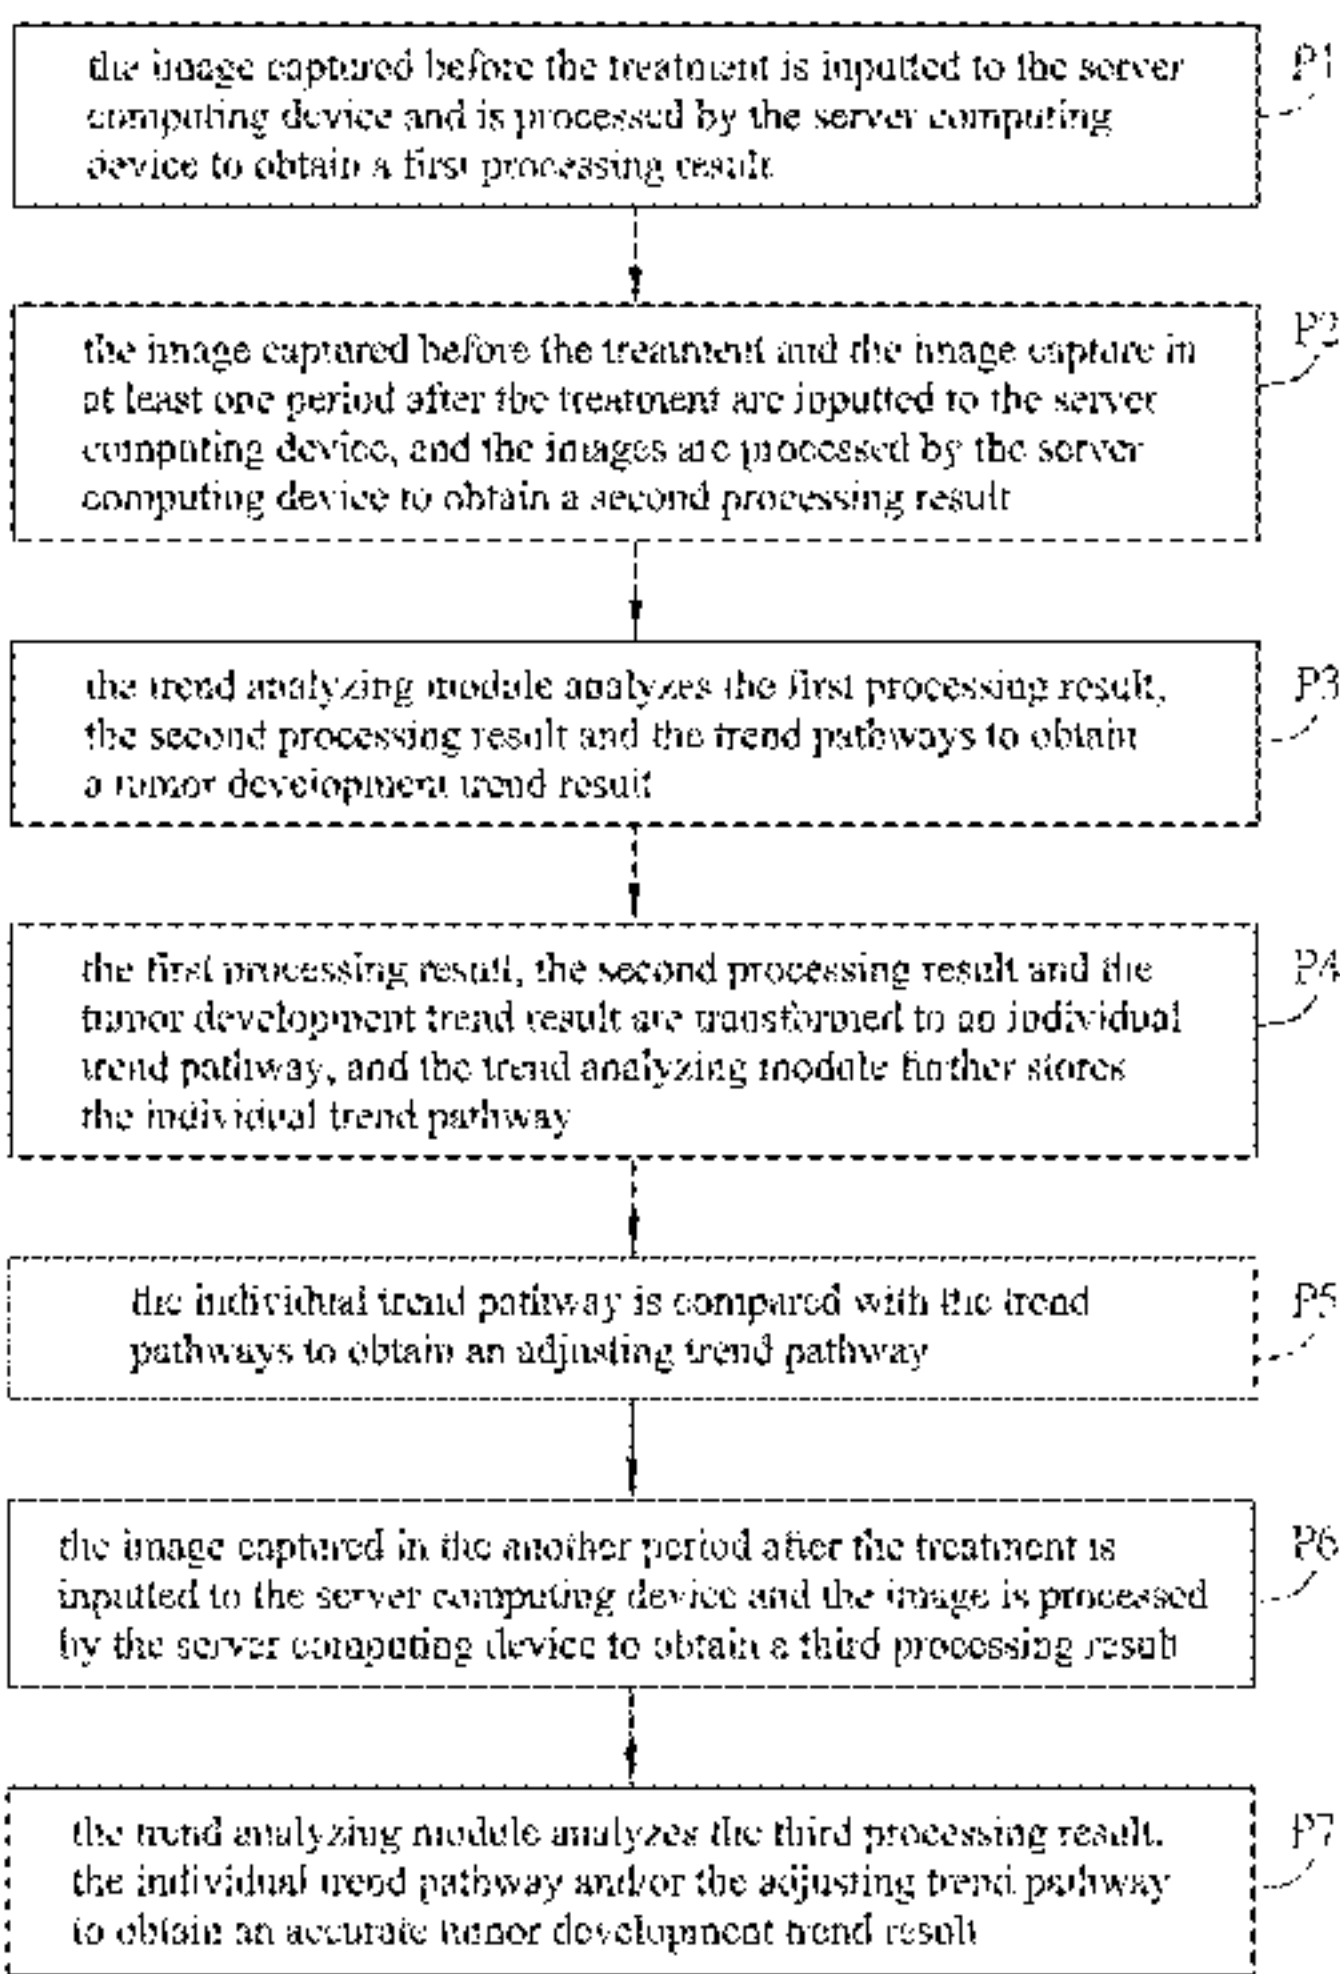 the image captured before the treatment is inputted to the server
computing device and is processed by the server computing
device to obtain a first processing result
P1
the image captured before the treatment and the image capture in
at least one period after the treatment are inputted to the server
computing device, and the images are processed by the server
computing device to obtain a second processing result
P2
the trend analyzing module analyzes the first processing result,
the second processing result and the trend pathways to obtain
a tumor development trend result
P3
the first processing result, the second processing result and the
tumor development trend result are transformed to an individual
trend pathway, and the trend analyzing module further stores
the individual trend pathway
P4
the individual trend pathway is compared with the trend
pathways to obtain an adjusting trend pathway
P5
the image captured in the another period after the treatment is
inputted to the server computing device and the image is processed
by the server computing device to obtain a third processing result
P6
the trend analyzing module analyzes the third processing result,
the individual trend pathway and/or the adjusting trend pathway
to obtain an accurate tumor development trend result
P7